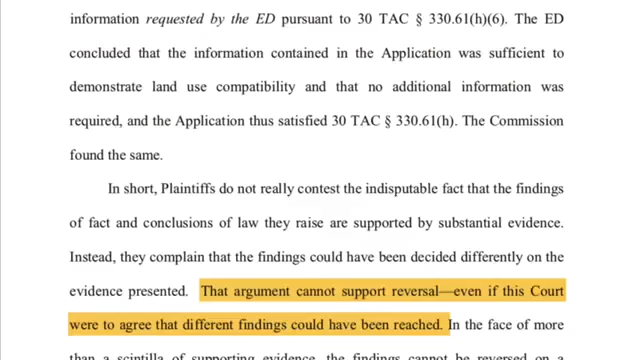 information requested by the ED pursuant to 30 TAC § 330.61(h)(6). The ED
concluded that the information contained in the Application was sufficient to
demonstrate land use compatibility and that no additional information was
required, and the Application thus satisfied 30 TAC § 330.61(h). The Commission
found the same.
In short, Plaintiffs do not really contest the indisputable fact that the findings
of fact and conclusions of law they raise are supported by substantial evidence.
Instead, they complain that the findings could have been decided differently on the
evidence presented. That argument cannot support reversal—even if this Court
were to agree that different findings could have been reached. In the face of more
than a scintilla of supporting evidence, the findings cannot be reversed on a